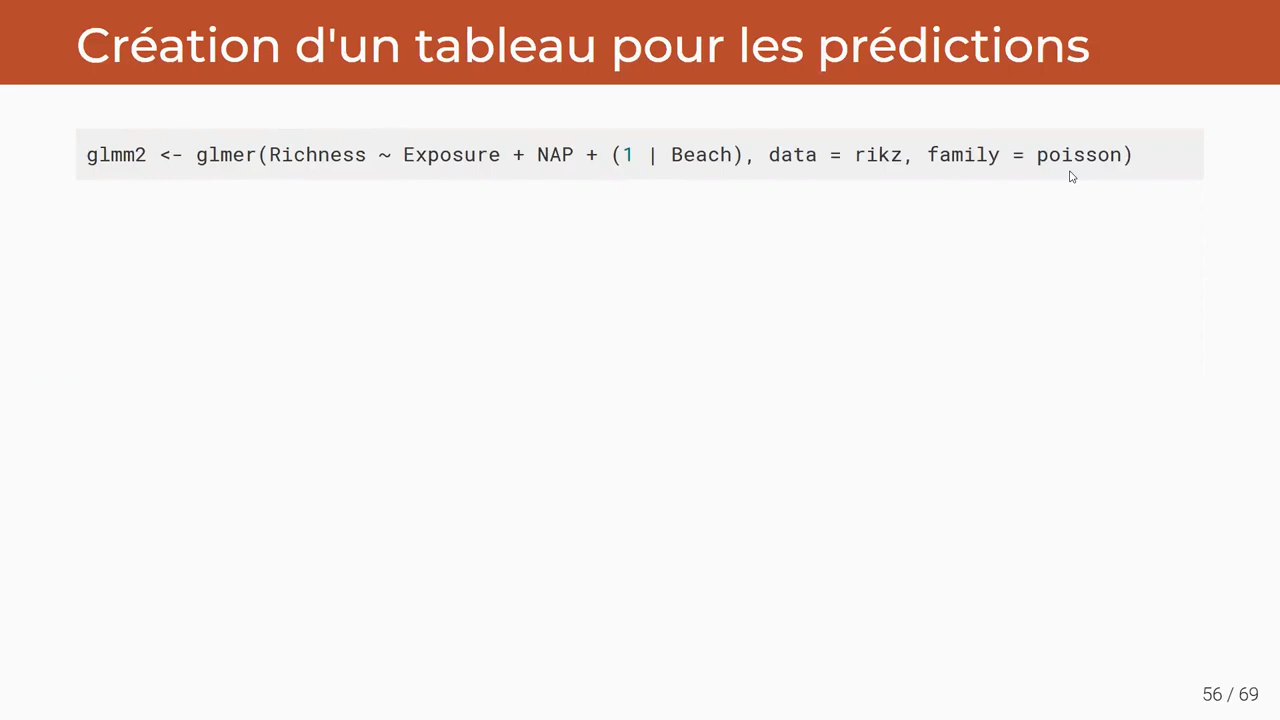 Création d'un tableau pour les prédictions
glmm2 <- glmer(Richness ~ Exposure + NAP + (1 | Beach), data = rikz, family = poisson)
56 / 69